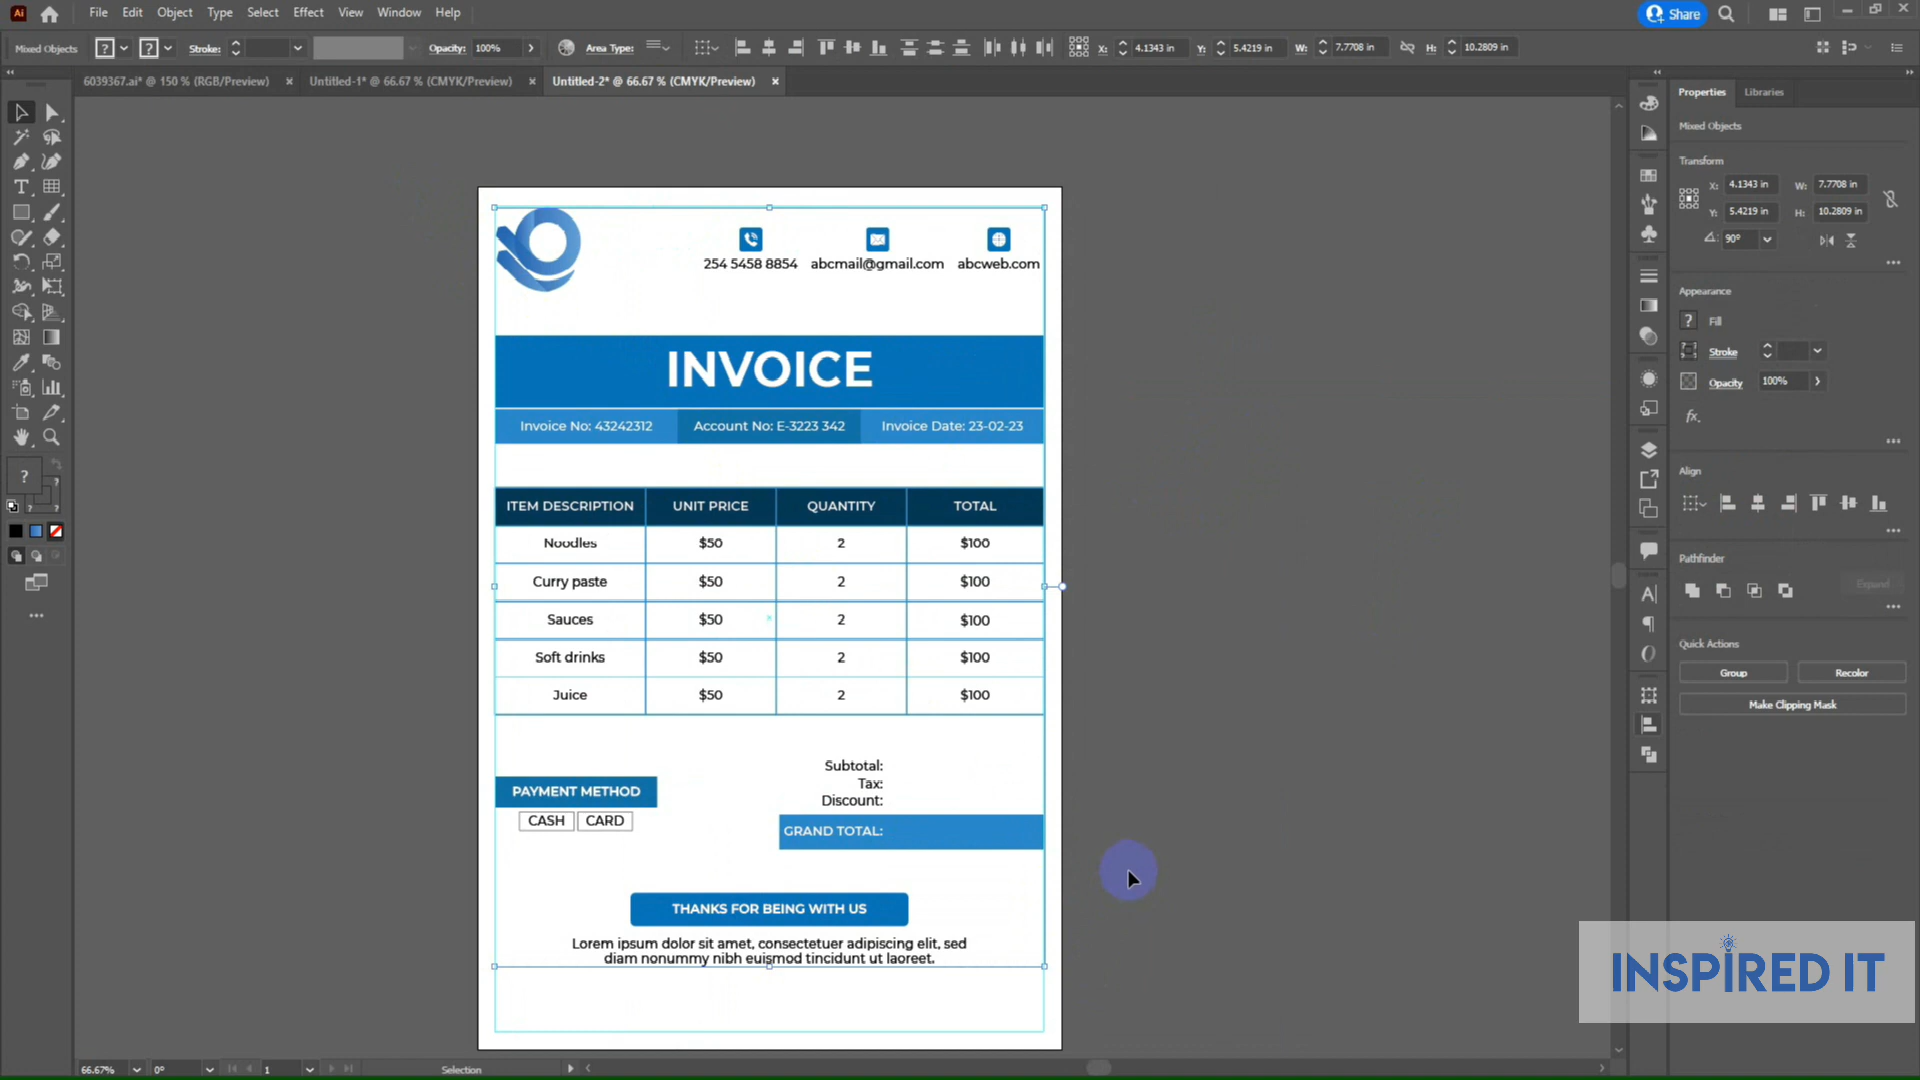 Ai File Edit Object Type Select Effect View Window Help Share
Mixed Objects ? ? Stroke: Opacity: 100% Area Type: X: 4.1343 in Y: 5.4219 in W: 7.7708 in H: 10.2809 in
6039367.ai* @ 150 % (RGB/Preview) × Untitled-1* @ 66.67 % (CMYK/Preview) × Untitled-2* @ 66.67 % (CMYK/Preview) ×
Properties Libraries
Mixed Objects
Transform
X: 4.1343 in W: 7.7708 in
Y: 5.4219 in H: 10.2809 in
90°
Appearance
? Fill
Stroke
Opacity 100%
fx.
Align
Pathfinder
Expand
Quick Actions
Group Recolor
Make Clipping Mask
254 5458 8854 abcmail@gmail.com abcweb.com
INVOICE
Invoice No: 43242312 Account No: E-3223 342 Invoice Date: 23-02-23
ITEM DESCRIPTION UNIT PRICE QUANTITY TOTAL
Noodles $50 2 $100
Curry paste $50 2 $100
Sauces $50 2 $100
Soft drinks $50 2 $100
Juice $50 2 $100
Subtotal:
Tax:
Discount:
GRAND TOTAL:
PAYMENT METHOD
CASH CARD
THANKS FOR BEING WITH US
Lorem ipsum dolor sit amet, consectetuer adipiscing elit, sed
diam nonummy nibh euismod tincidunt ut laoreet.
INSPIRED IT
66.67% 0° 1 Selection